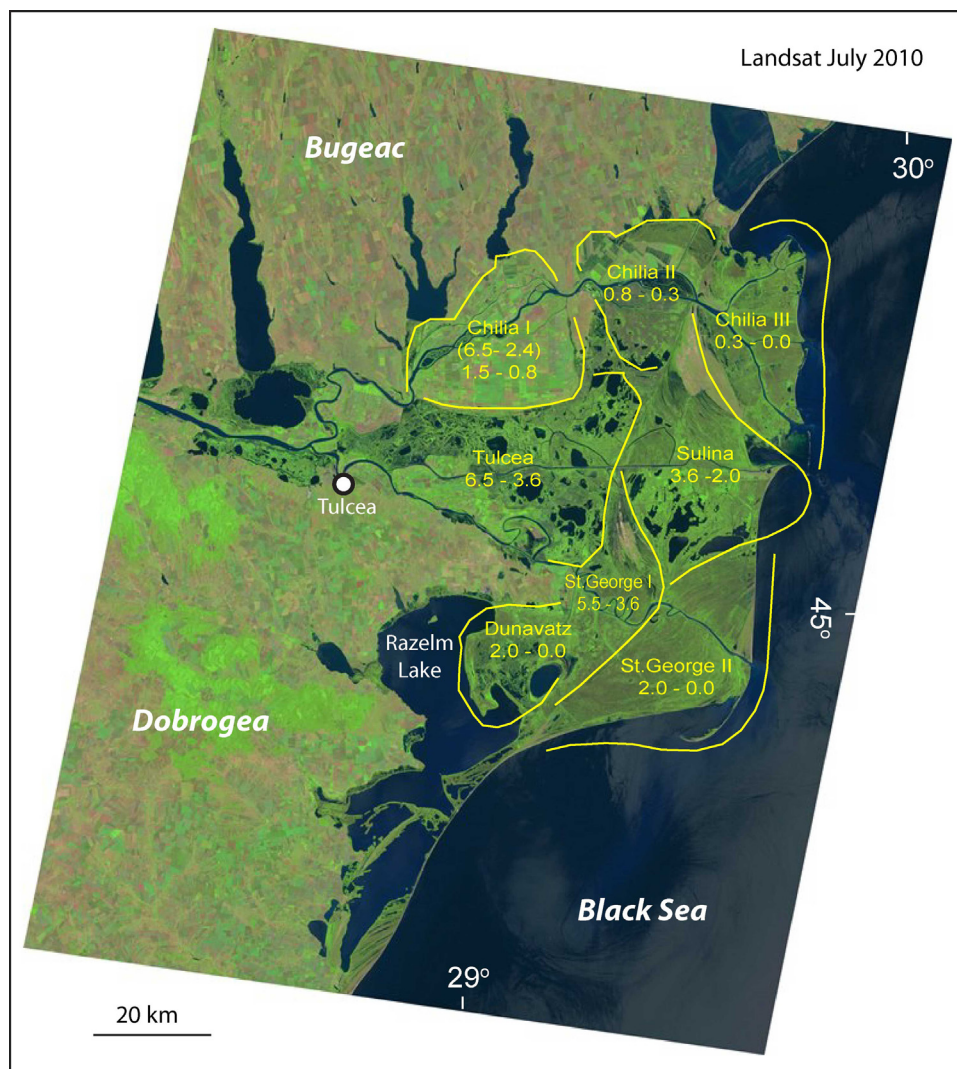 Landsat July 2010
Bugeac
30°
Chilia II
0.8 - 0.3
Chilia III
0.3 - 0.0
Chilia I
(6.5- 2.4)
1.5 - 0.8
Tulcea
6.5 - 3.6
Sulina
3.6 -2.0
Tulcea
St.George I
5.5 - 3.6
45°
Dunavatz
2.0 - 0.0
Razelm
Lake
St.George II
2.0 - 0.0
Dobrogea
Black Sea
29°
20 km